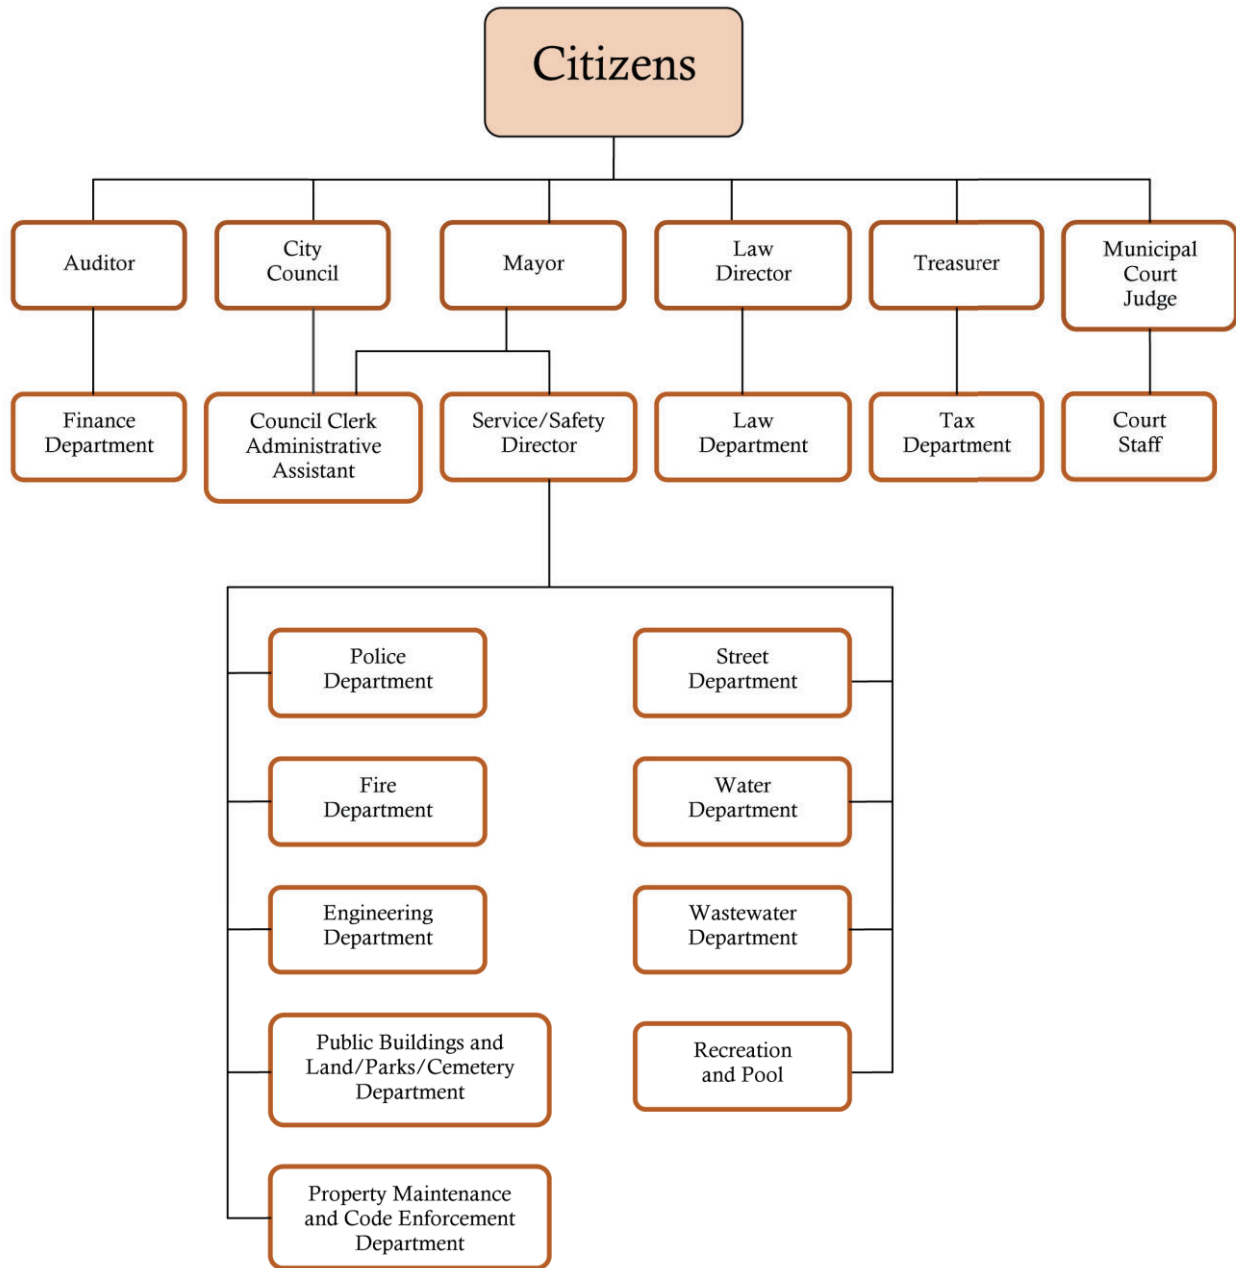 Citizens
Auditor
City
Council
Mayor
Law
Director
Treasurer
Municipal
Court
Judge
Finance
Department
Council Clerk
Administrative
Assistant
Service/Safety
Director
Law
Department
Tax
Department
Court
Staff
Police
Department
Street
Department
Fire
Department
Water
Department
Engineering
Department
Wastewater
Department
Public Buildings and
Land/Parks/Cemetery
Department
Recreation
and Pool
Property Maintenance
and Code Enforcement
Department